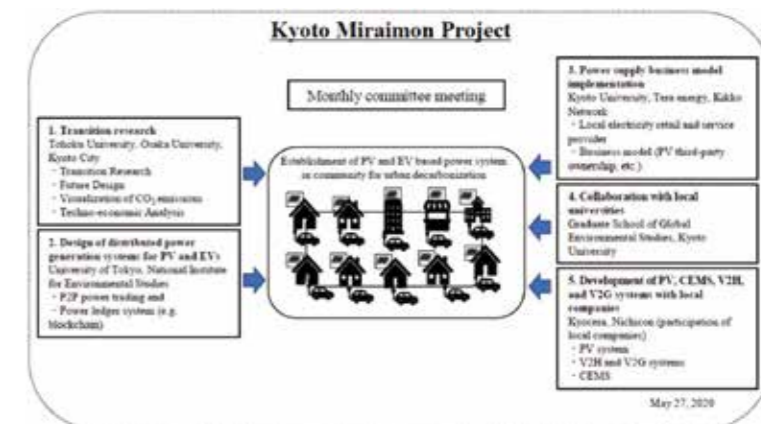 Kyoto Miraimon Project
Monthly committee meeting
1. Transition research
Tohoku University, Osaka University,
Kyoto City
・Transition Research
・Future Design
・Visualization of CO2 emissions
・Techno-economic Analysis
2. Design of distributed power
generation systems for PV and EVs
University of Tokyo, National Institute
for Environmental Studies
・P2P power trading and
・Power ledger system (e.g.
blockchain)
Establishment of PV and EV based power system
in community for urban decarbonization
3. Power supply business model
implementation
Kyoto University, Tera energy, Kikko
Network
・Local electricity retail and service
provider
・Business model (PV third-party
ownership, etc.)
4. Collaboration with local
universities
Graduate School of Global
Environmental Studies, Kyoto
University
5. Development of PV, CEMS, V2H,
and V2G systems with local
companies
Kyocera, Nichicon (participation of
local companies)
・PV system
・V2H and V2G systems
・CEMS
May 27, 2020